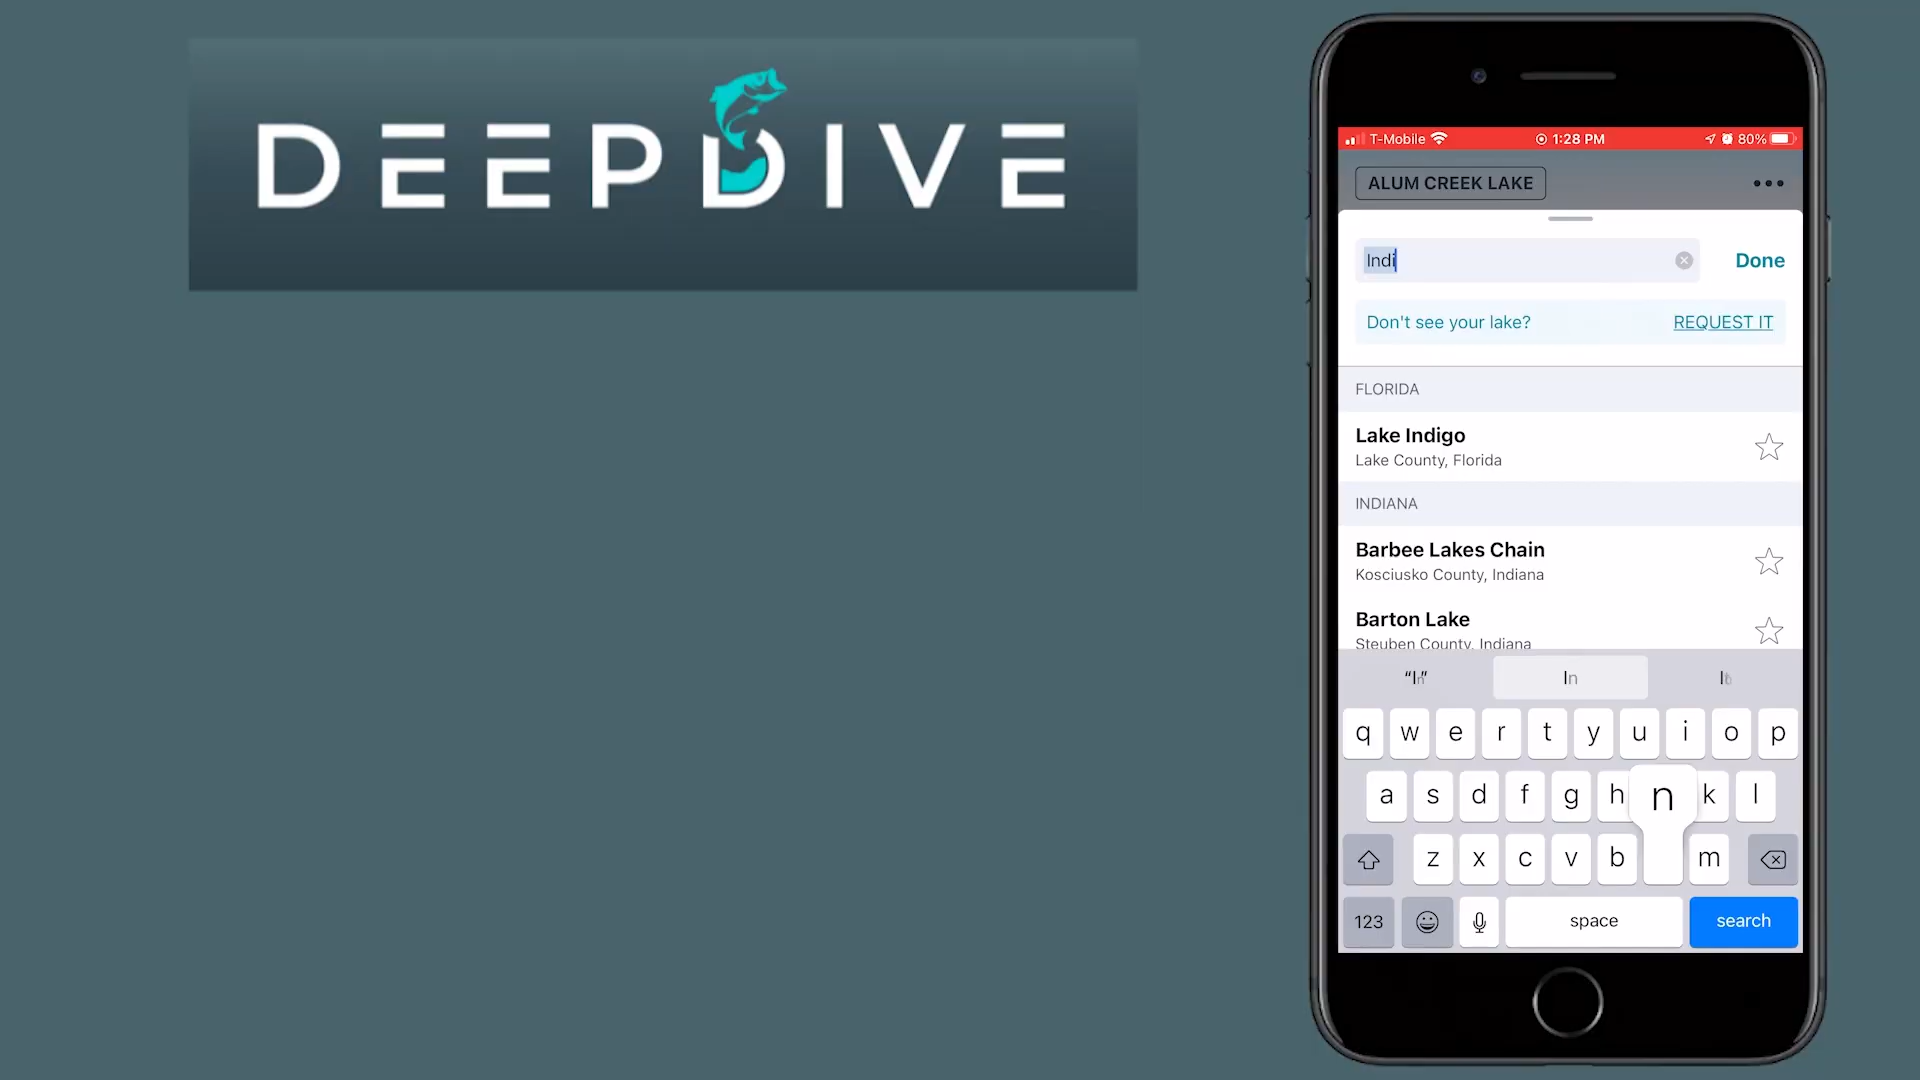 DEEPDIVE
T-Mobile 1:28 PM 80%
ALUM CREEK LAKE
Indi
Done
Don't see your lake? REQUEST IT
FLORIDA
Lake Indigo
Lake County, Florida
INDIANA
Barbee Lakes Chain
Kosciusko County, Indiana
Barton Lake
Steuben County, Indiana
“In” In
q w e r t y u i o p
a s d f g h n k l
z x c v b m
123 space search